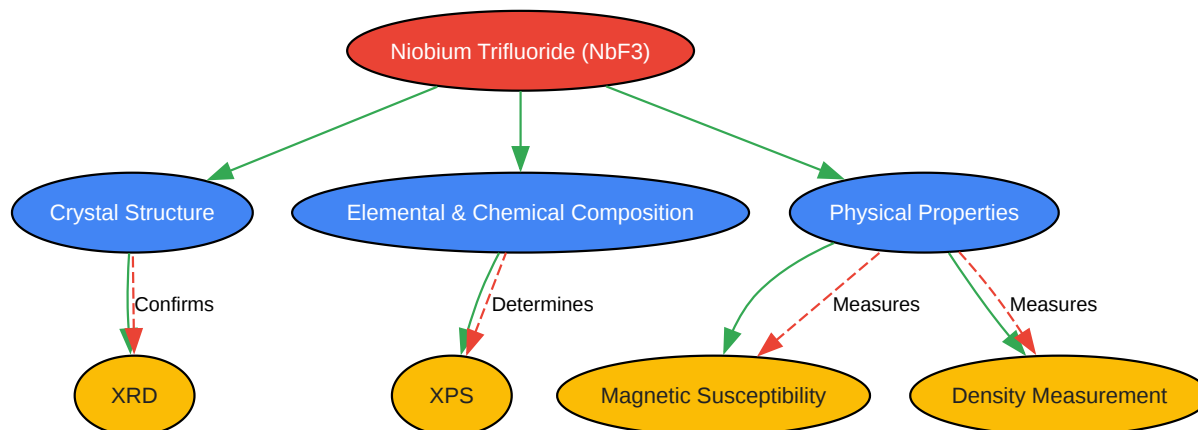 Niobium Trifluoride (NbF3)
Crystal Structure
Elemental & Chemical Composition
Physical Properties
Confirms
Determines
Measures
Measures
XRD
XPS
Magnetic Susceptibility
Density Measurement